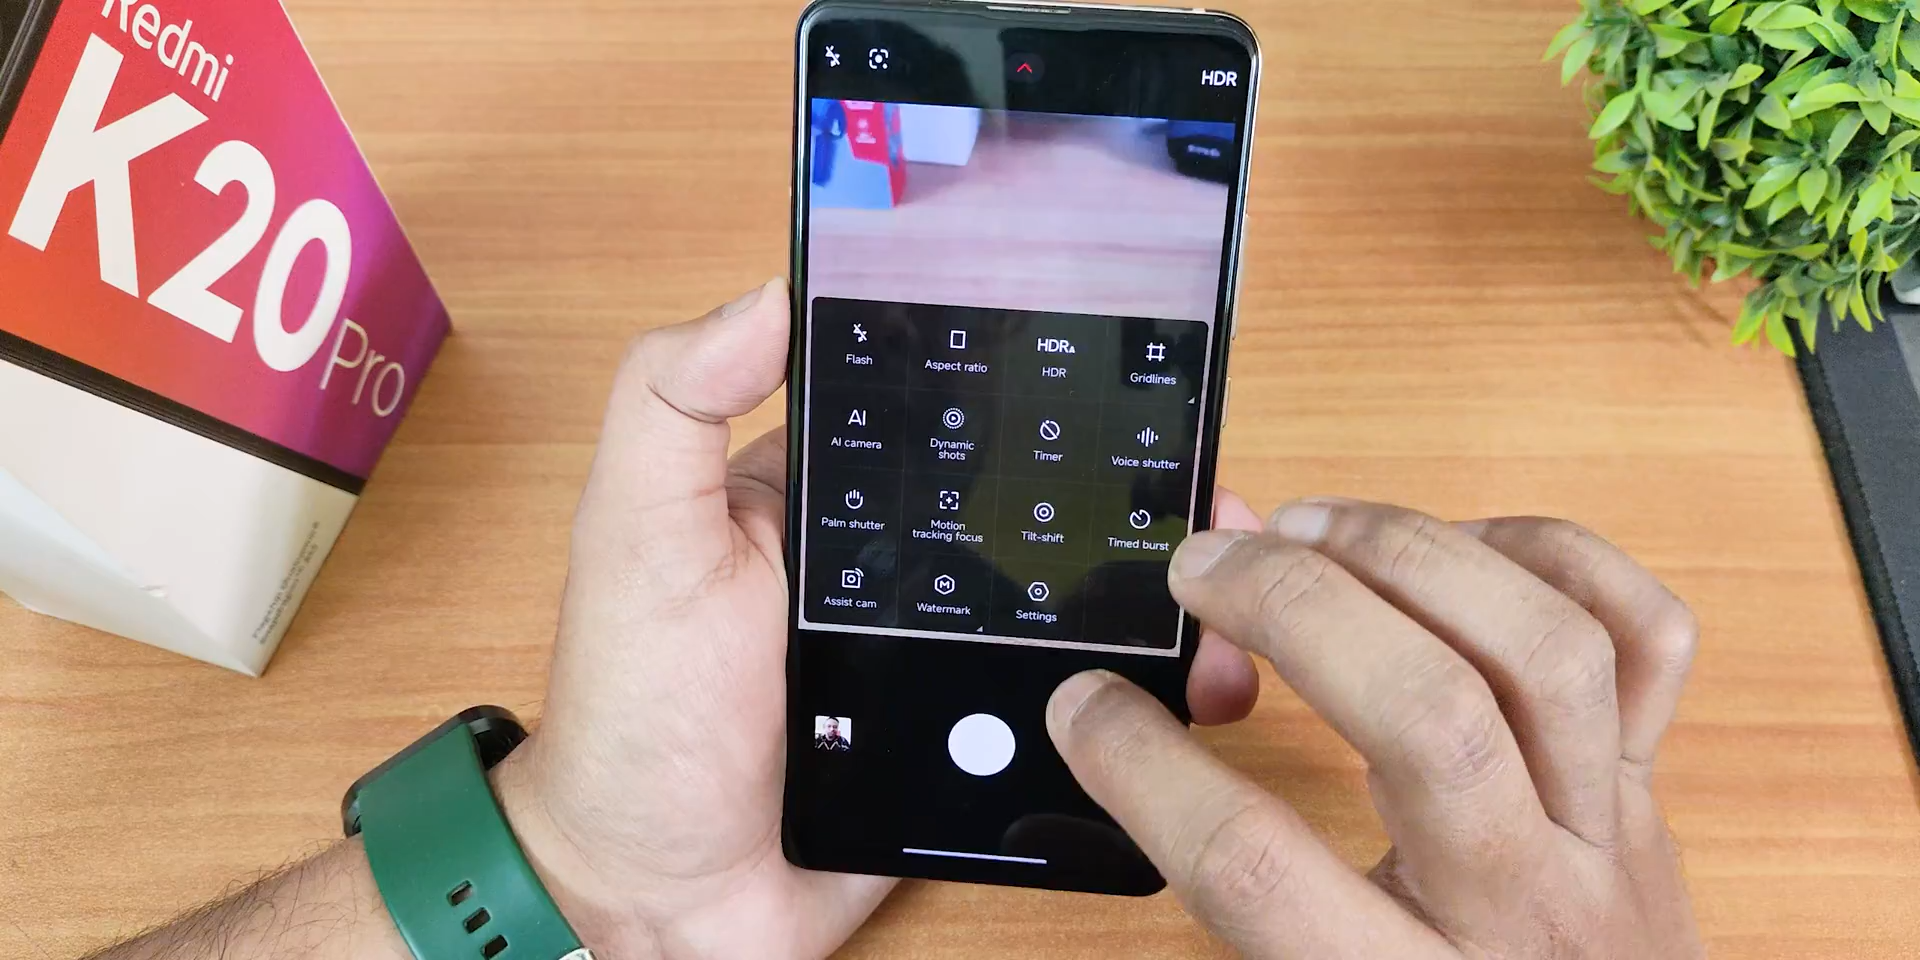 Redmi
K20 Pro
HDR
Flash
Aspect ratio
HDRA
HDR
Gridlines
AI
AI camera
Dynamic
shots
Timer
Voice shutter
Palm shutter
Motion
tracking focus
Tilt-shift
Timed burst
Assist cam
M
Watermark
Settings